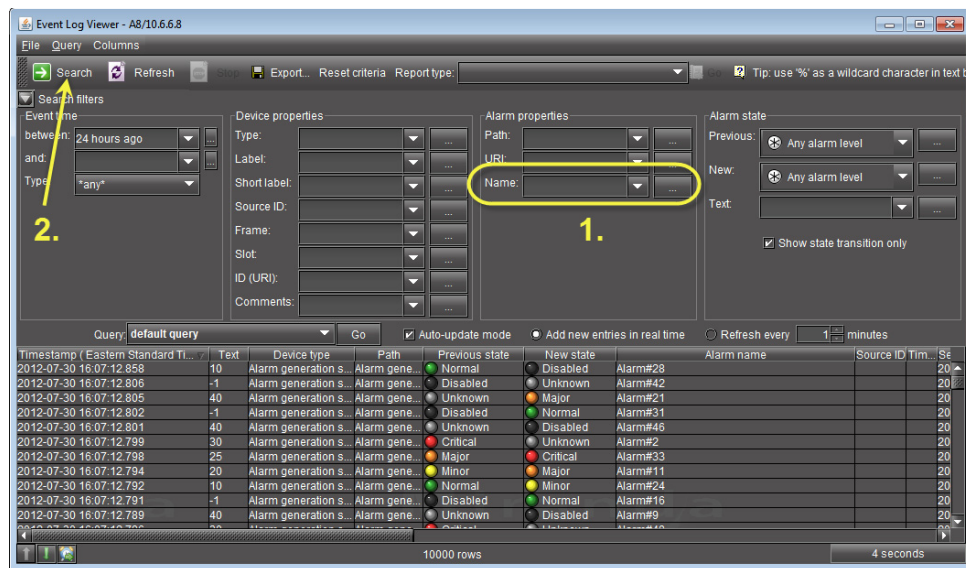 Event Log Viewer - A8/10.6.6.8
File Query Columns
Search Refresh Stop Export... Reset criteria Report type: Go Tip: use '%' as a wildcard character in text b
Search filters
Event time Device properties Alarm properties Alarm state
between: 24 hours ago ... Type: ... Path: ... Previous: Any alarm level ...
and: ... Label: ... URI: ...
Type: *any* Short label: ... Name: ... New: Any alarm level ...
Source ID: ... Text: ...
2. Frame: ... 1.
Slot: ... Show state transition only
ID (URI): ...
Comments: ...
Query: default query Go Auto-update mode Add new entries in real time Refresh every 1 minutes
Timestamp ( Eastern Standard Ti... Text Device type Path Previous state New state Alarm name Source ID Tim... Se
2012-07-30 16:07:12.858 10 Alarm generation s... Alarm gene... Normal Disabled Alarm#28 20
2012-07-30 16:07:12.806 -1 Alarm generation s... Alarm gene... Disabled Unknown Alarm#42 20
2012-07-30 16:07:12.805 40 Alarm generation s... Alarm gene... Unknown Major Alarm#21 20
2012-07-30 16:07:12.802 -1 Alarm generation s... Alarm gene... Disabled Normal Alarm#31 20
2012-07-30 16:07:12.801 40 Alarm generation s... Alarm gene... Unknown Disabled Alarm#46 20
2012-07-30 16:07:12.799 30 Alarm generation s... Alarm gene... Critical Unknown Alarm#2 20
2012-07-30 16:07:12.798 25 Alarm generation s... Alarm gene... Major Critical Alarm#33 20
2012-07-30 16:07:12.794 20 Alarm generation s... Alarm gene... Minor Major Alarm#11 20
2012-07-30 16:07:12.792 10 Alarm generation s... Alarm gene... Normal Minor Alarm#24 20
2012-07-30 16:07:12.791 -1 Alarm generation s... Alarm gene... Disabled Normal Alarm#16 20
2012-07-30 16:07:12.789 40 Alarm generation s... Alarm gene... Unknown Disabled Alarm#9 20
10000 rows 4 seconds